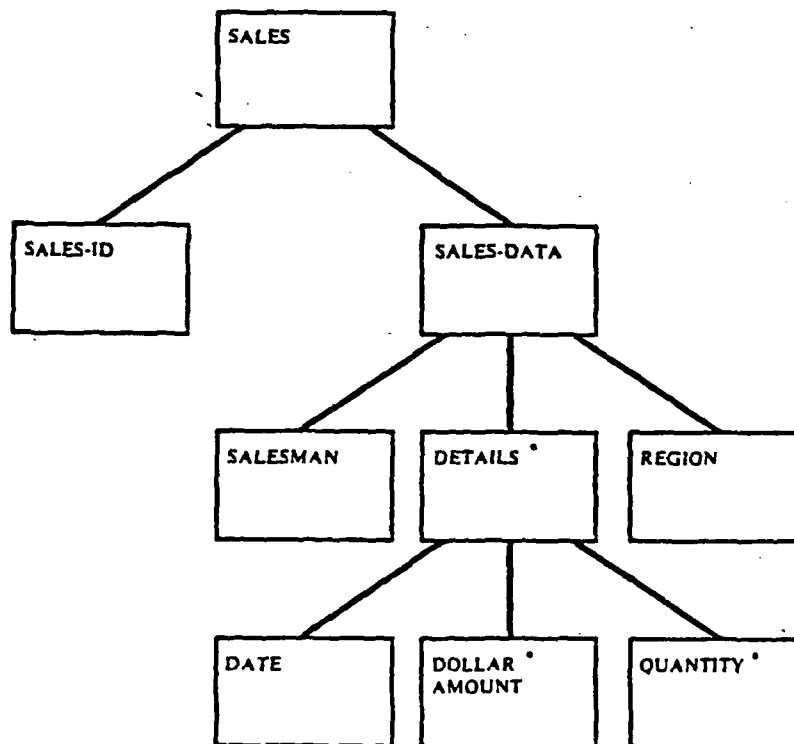 SALES
SALES-ID
SALES-DATA
SALESMAN
DETAILS *
REGION
DATE
DOLLAR *
AMOUNT
QUANTITY *